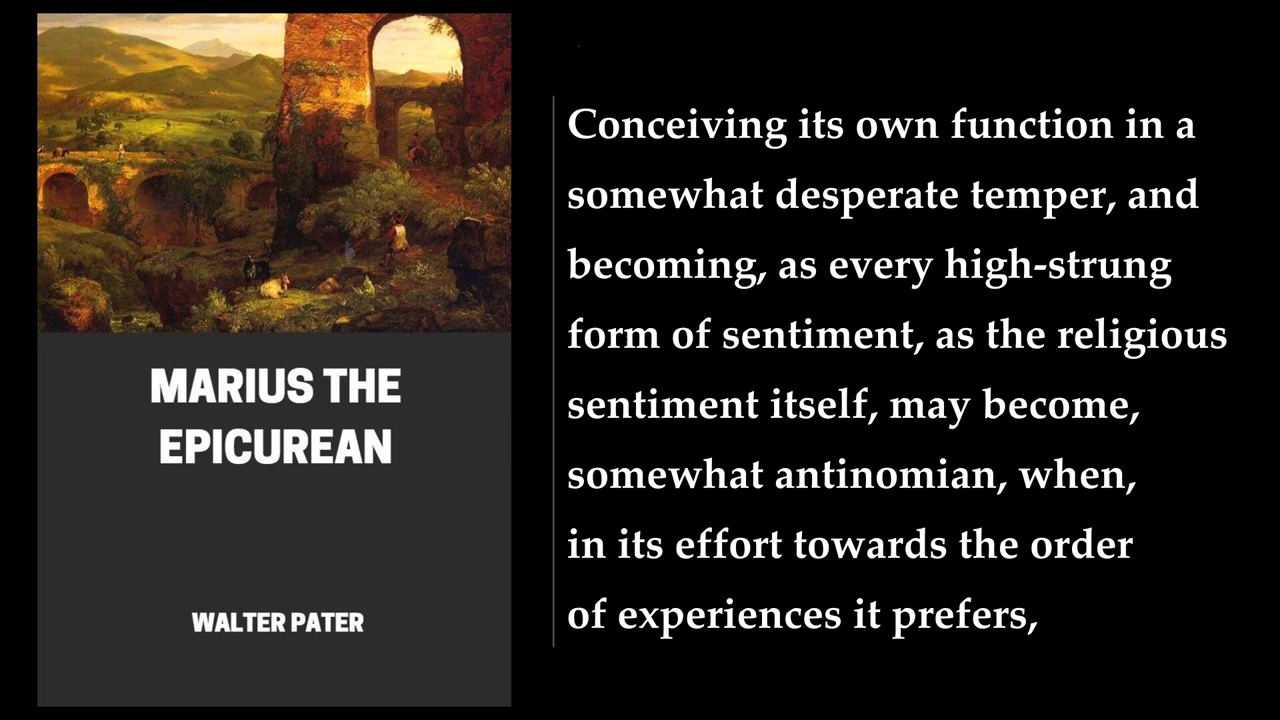 MARIUS THE
EPICUREAN
WALTER PATER
Conceiving its own function in a
somewhat desperate temper, and
becoming, as every high-strung
form of sentiment, as the religious
sentiment itself, may become,
somewhat antinomian, when,
in its effort towards the order
of experiences it prefers,